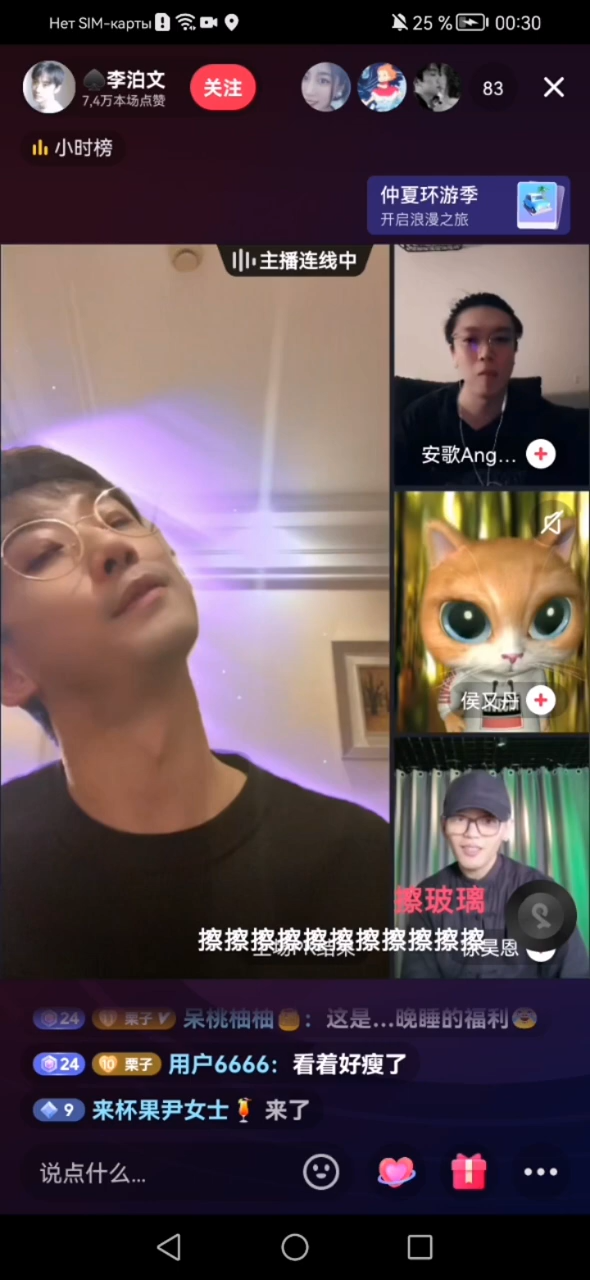 Нет SIM-карты 25 % 00:30
李泊文
7,4万本场点赞
关注
83
小时榜
仲夏环游季
开启浪漫之旅
主播连线中
安歌Ang...
侯又丹
擦玻璃
擦擦擦擦擦擦擦擦擦擦擦
徐昊恩
24 栗子 V 呆桃柚柚：这是...晚睡的福利
24 10 栗子 用户6666：看着好瘦了
9 来杯果尹女士 来了
说点什么...